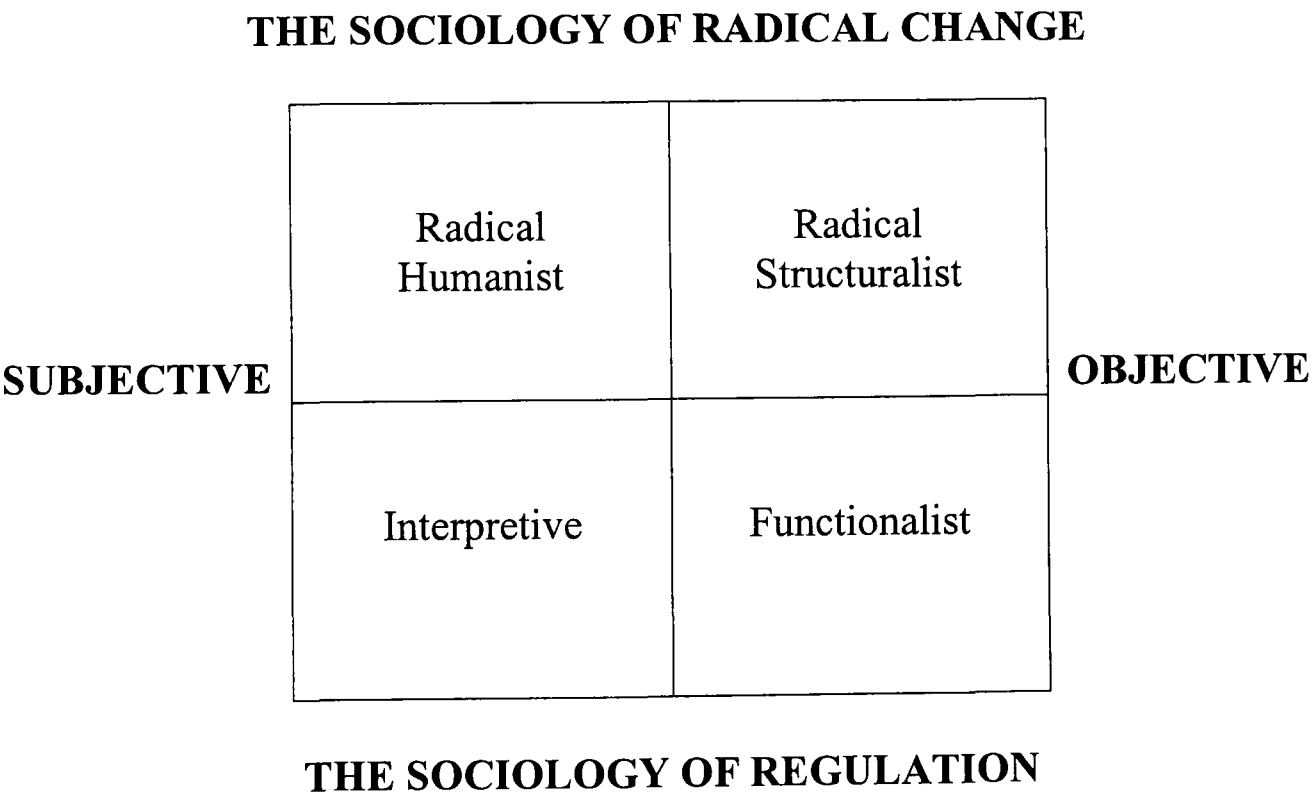 THE SOCIOLOGY OF RADICAL CHANGE
Radical
Humanist
Radical
Structuralist
SUBJECTIVE
OBJECTIVE
Interpretive
Functionalist
THE SOCIOLOGY OF REGULATION